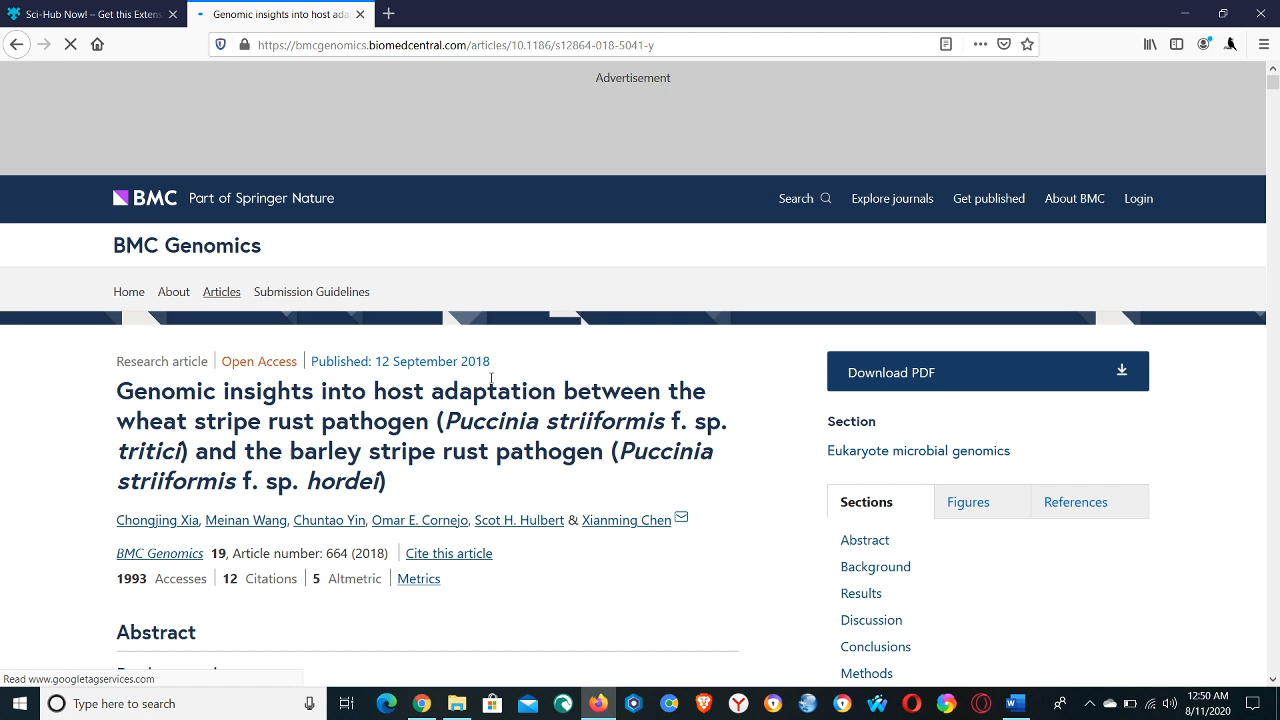 Sci-Hub Now! – Get this Extens
Genomic insights into host ada
https://bmcgenomics.biomedcentral.com/articles/10.1186/s12864-018-5041-y
Advertisement
BMC Part of Springer Nature
Search Explore journals Get published About BMC Login
BMC Genomics
Home About Articles Submission Guidelines
Research article Open Access Published: 12 September 2018
Genomic insights into host adaptation between the
wheat stripe rust pathogen (Puccinia striiformis f. sp.
tritici) and the barley stripe rust pathogen (Puccinia
striiformis f. sp. hordei)
Chongjing Xia, Meinan Wang, Chuntao Yin, Omar E. Cornejo, Scot H. Hulbert & Xianming Chen
BMC Genomics 19, Article number: 664 (2018) Cite this article
1993 Accesses 12 Citations 5 Altmetric Metrics
Abstract
Download PDF
Section
Eukaryote microbial genomics
Sections Figures References
Abstract
Background
Results
Discussion
Conclusions
Methods
Read www.googletagservices.com
Type here to search
12:50 AM
8/11/2020